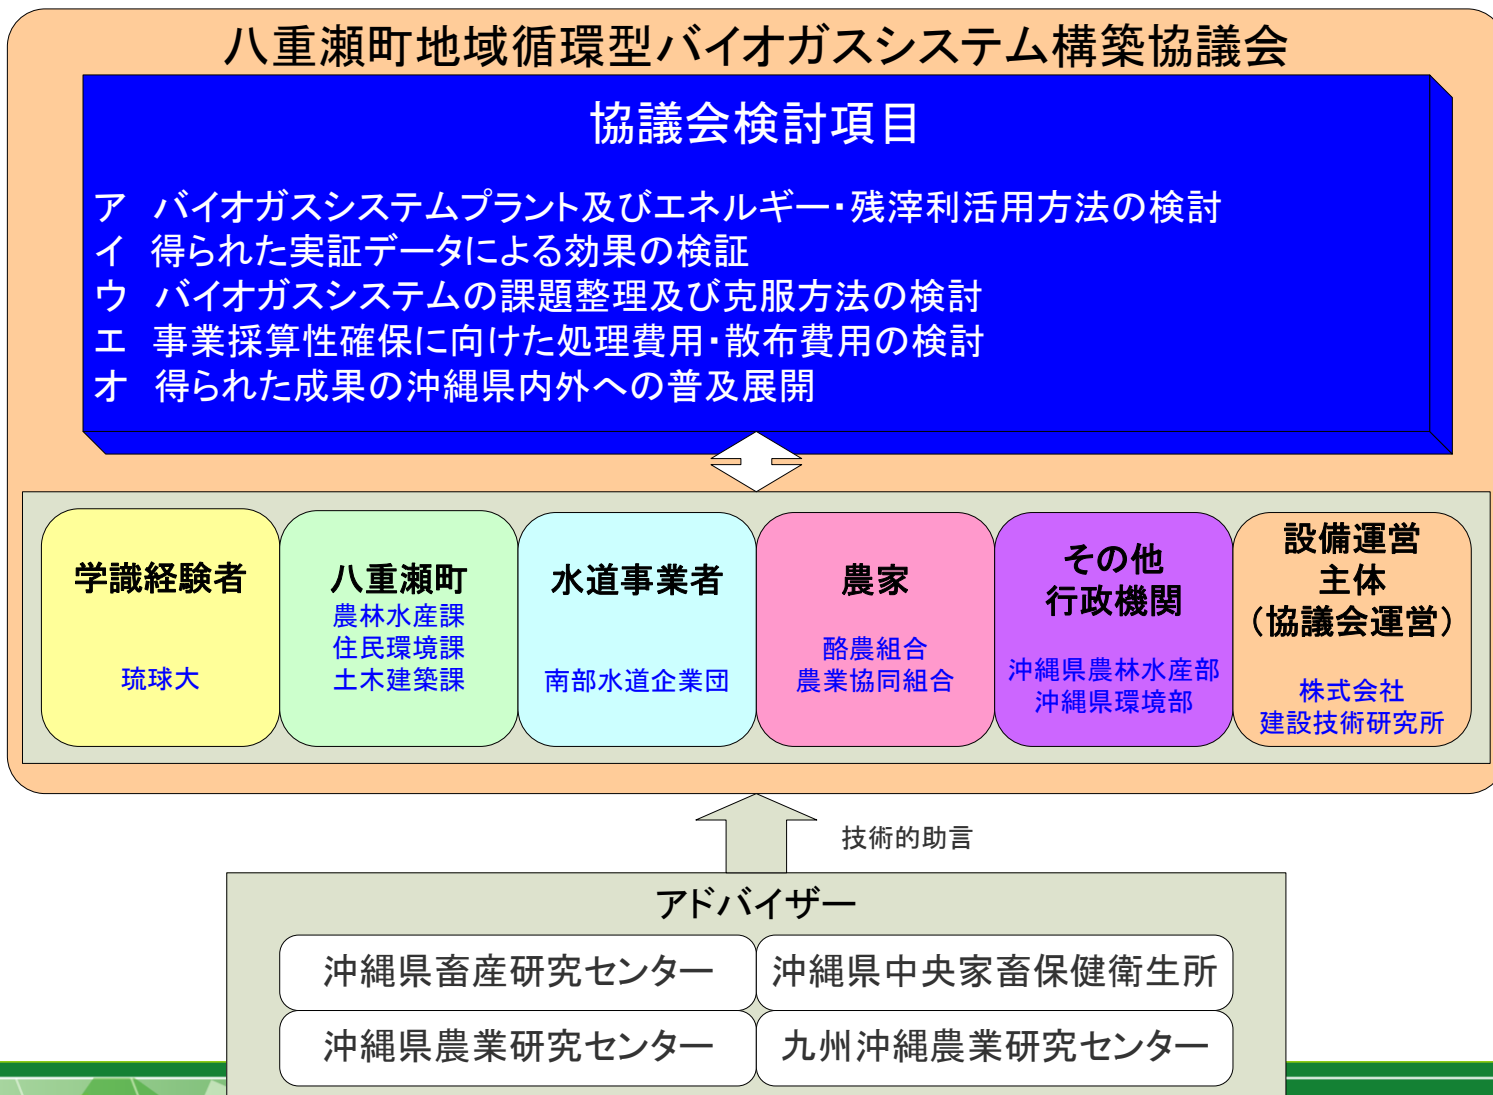 八重瀬町地域循環型バイオガスシステム構築協議会
協議会検討項目
ア　バイオガスシステムプラント及びエネルギー・残滓利活用方法の検討
イ　得られた実証データによる効果の検証
ウ　バイオガスシステムの課題整理及び克服方法の検討
エ　事業採算性確保に向けた処理費用・散布費用の検討
オ　得られた成果の沖縄県内外への普及展開
学識経験者
琉球大
八重瀬町
農林水産課
住民環境課
土木建築課
水道事業者
南部水道企業団
農家
酪農組合
農業協同組合
その他
行政機関
沖縄県農林水産部
沖縄県環境部
設備運営
主体
（協議会運営）
株式会社
建設技術研究所
技術的助言
アドバイザー
沖縄県畜産研究センター
沖縄県中央家畜保健衛生所
沖縄県農業研究センター
九州沖縄農業研究センター